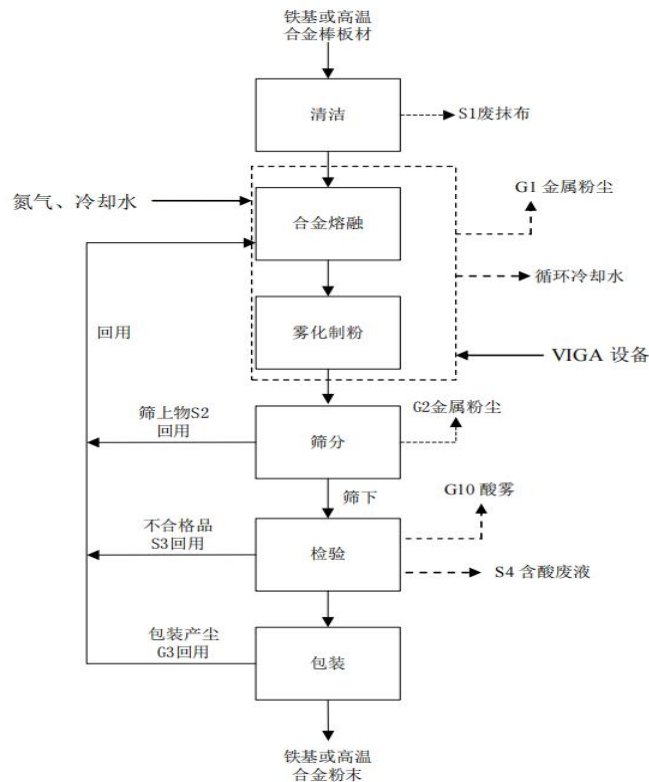 铁基或高温
合金棒板材
清洁
S1废抹布
G1 金属粉尘
氮气、冷却水
合金熔融
循环冷却水
回用
雾化制粉
VIGA 设备
筛上物S2
回用
筛分
G2金属粉尘
筛下
G10 酸雾
不合格品
S3回用
检验
S4 含酸废液
包装产尘
G3回用
包装
铁基或高温
合金粉末